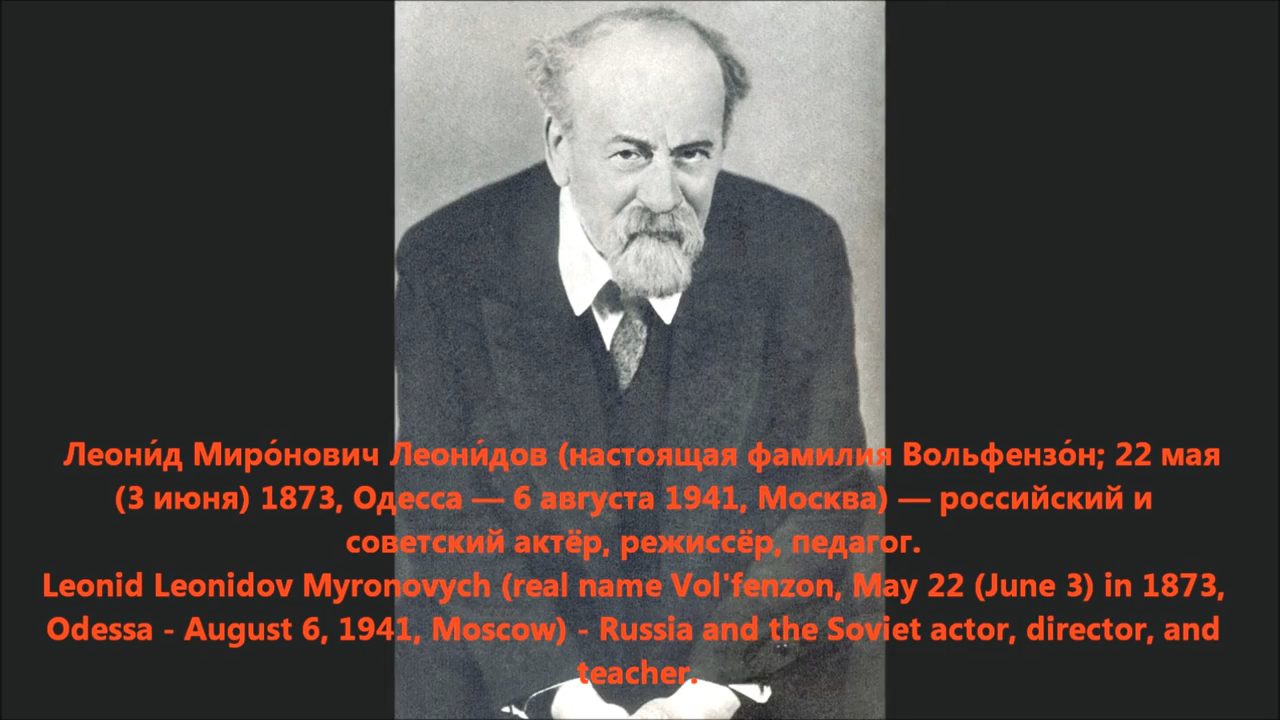 Леони́д Миро́нович Леони́дов (настоящая фамилия Вольфензо́н; 22 мая
(3 июня) 1873, Одесса — 6 августа 1941, Москва) — российский и
советский актёр, режиссёр, педагог.
Leonid Leonidov Myronovych (real name Vol'fenzon, May 22 (June 3) in 1873,
Odessa - August 6, 1941, Moscow) - Russia and the Soviet actor, director, and
teacher.